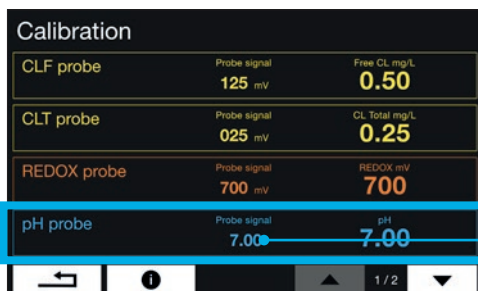 Calibration
CLF probe
Probe signal
125 mV
Free CL mg/L
0.50
CLT probe
Probe signal
025 mV
CL Total mg/L
0.25
REDOX probe
Probe signal
700 mV
REDOX mV
700
pH probe
Probe signal
7.00
pH
7.00
1/2